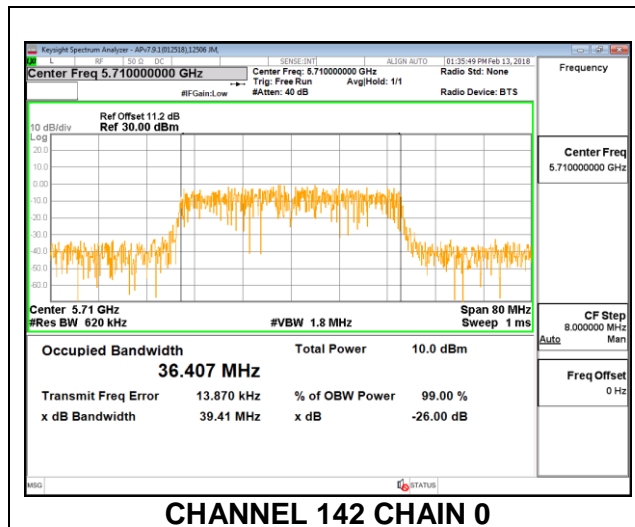 Keysight Spectrum Analyzer - APv7.9.1(012518),12506 JM,
L RF 50 Ω DC SENSE:INT ALIGN AUTO 01:35:49 PM Feb 13, 2018
Center Freq 5.710000000 GHz
Center Freq: 5.710000000 GHz
Radio Std: None
Trig: Free Run Avg|Hold: 1/1
#IFGain:Low #Atten: 40 dB Radio Device: BTS
Ref Offset 11.2 dB
10 dB/div Ref 30.00 dBm
Log
20.0
10.0
0.00
-10.0
-20.0
-30.0
-40.0
-50.0
-60.0
Center 5.71 GHz Span 80 MHz
#Res BW 620 kHz #VBW 1.8 MHz Sweep 1 ms
Occupied Bandwidth Total Power 10.0 dBm
36.407 MHz
Transmit Freq Error 13.870 kHz % of OBW Power 99.00 %
x dB Bandwidth 39.41 MHz x dB -26.00 dB
MSG STATUS
Frequency
Center Freq
5.710000000 GHz
CF Step
8.000000 MHz
Auto Man
Freq Offset
0 Hz
CHANNEL 142 CHAIN 0